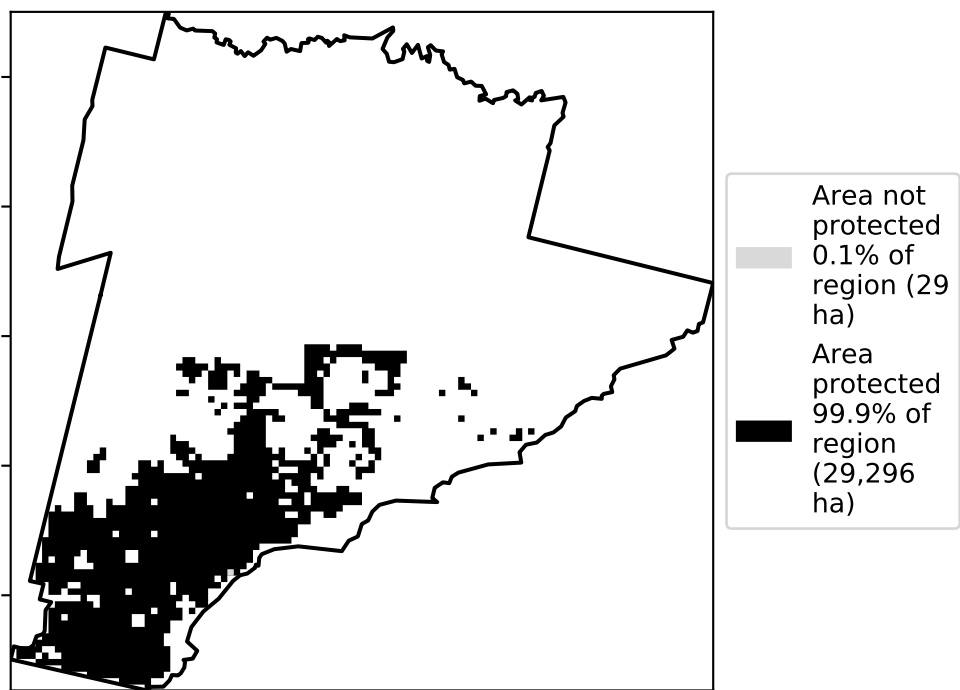 Area not
protected
0.1% of
region (29
ha)
Area
protected
99.9% of
region
(29,296
ha)